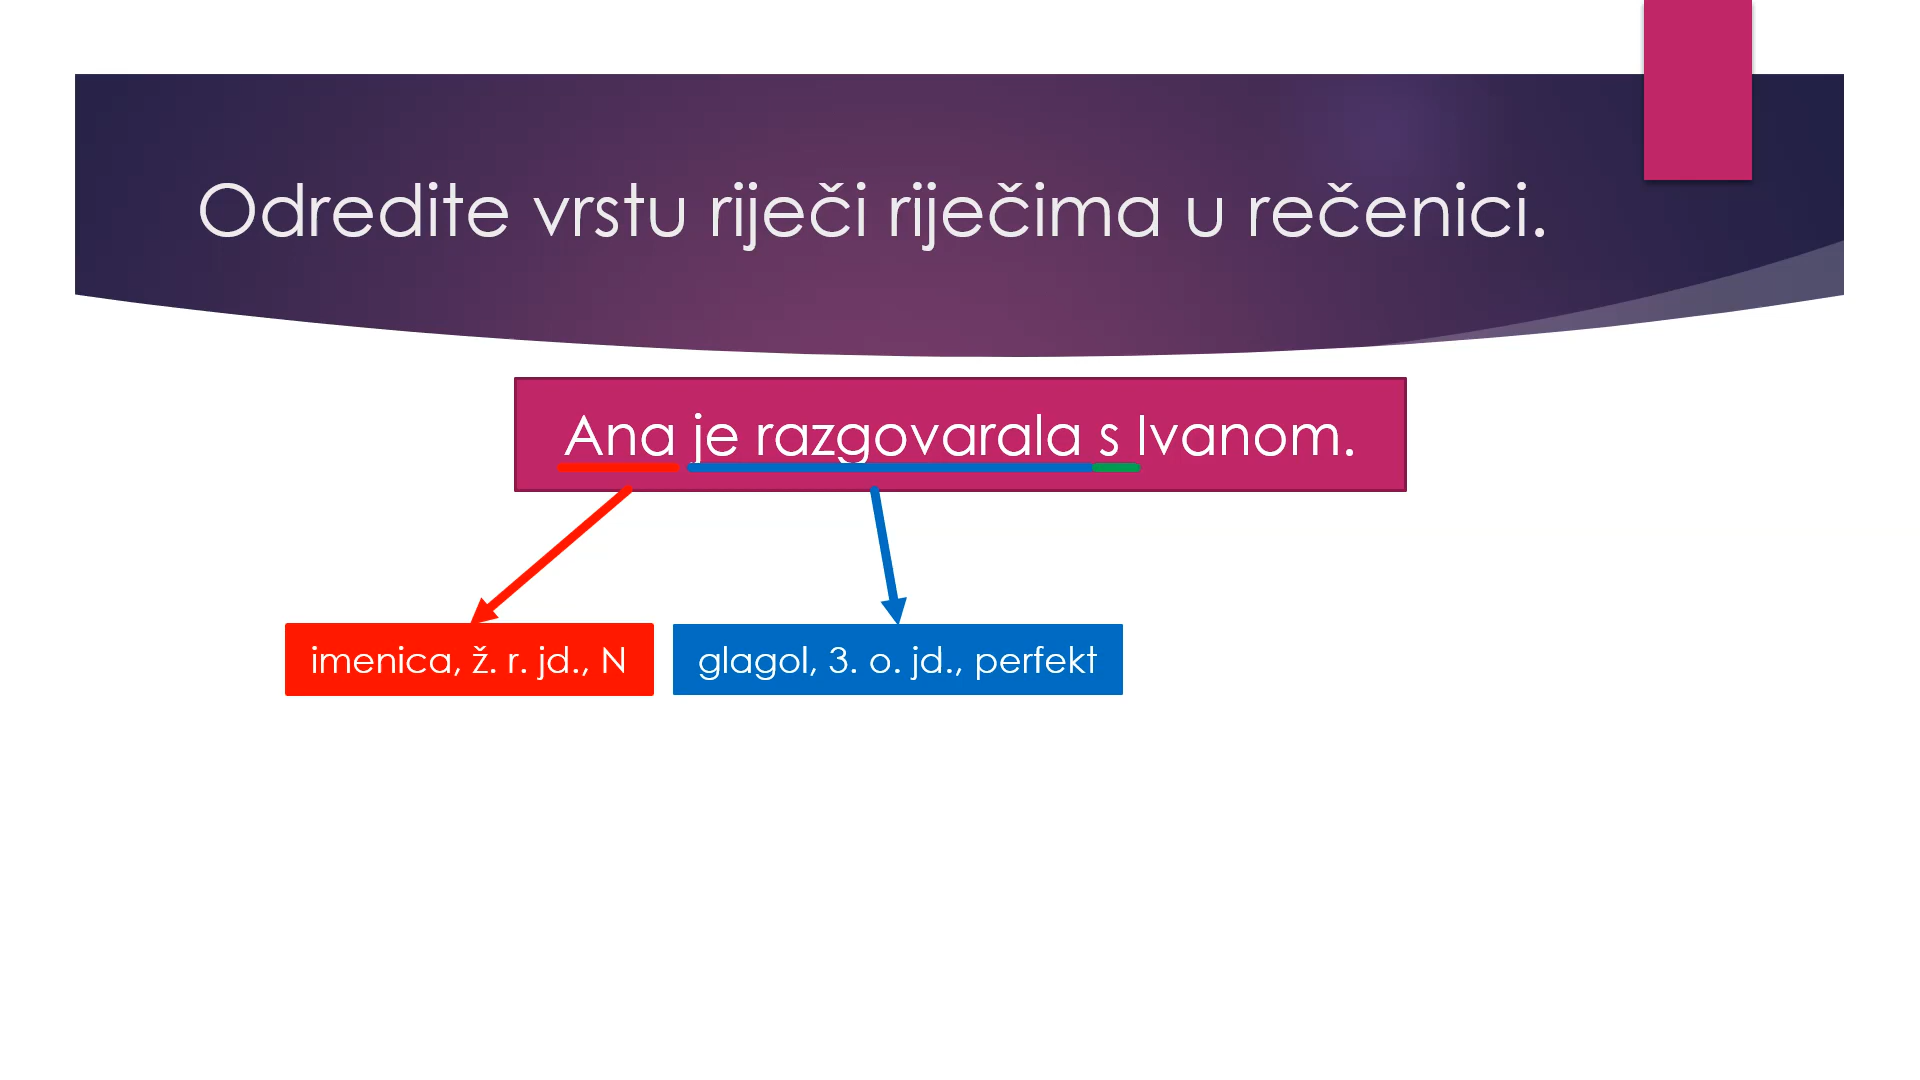 Odredite vrstu riječi riječima u rečenici.
Ana je razgovarala s Ivanom.
imenica, ž. r. jd., N
glagol, 3. o. jd., perfekt